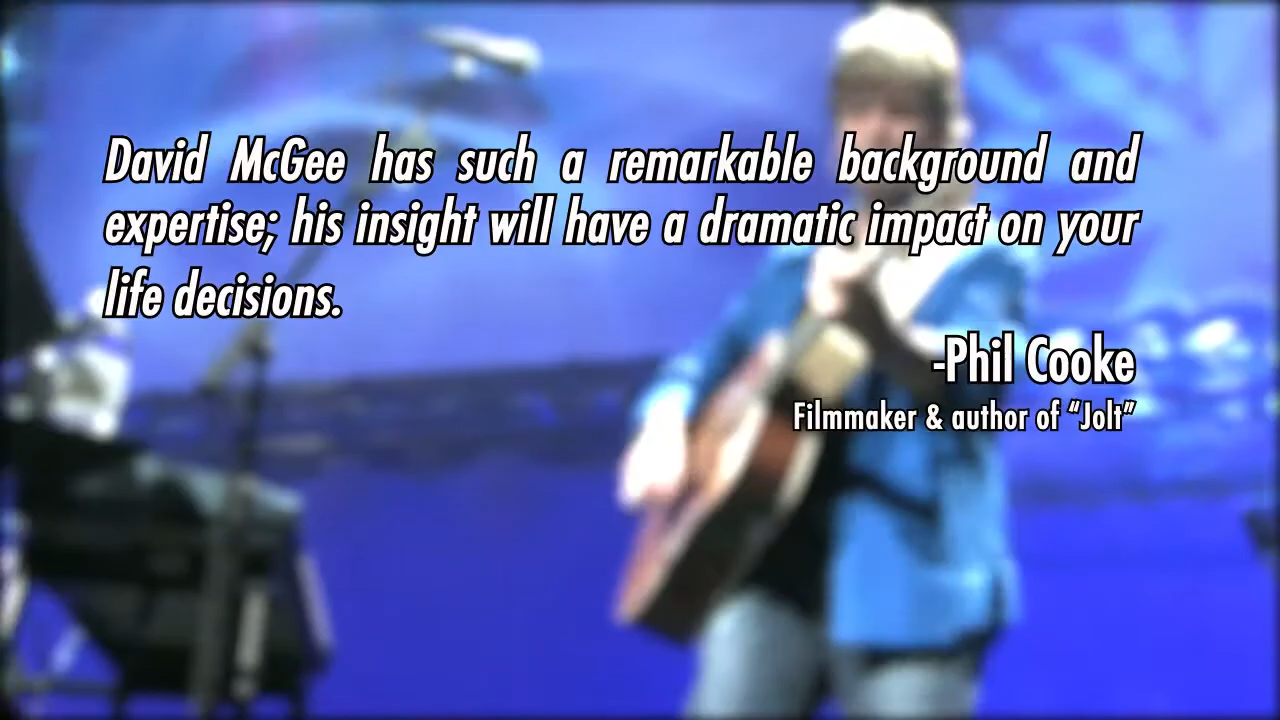 David McGee has such a remarkable background and
expertise; his insight will have a dramatic impact on your
life decisions.
-Phil Cooke
Filmmaker & author of “Jolt”